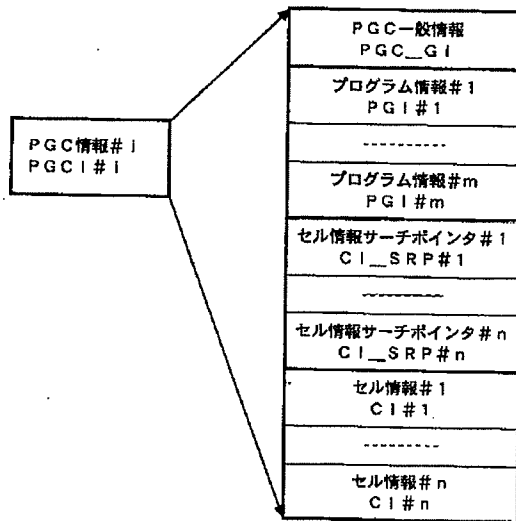 PGC情報#i
PGCI#i
PGC一般情報
PGC_GI
プログラム情報#1
PGI#1
---------
プログラム情報#m
PGI#m
セル情報サーチポインタ#1
CI_SRP#1
---------
セル情報サーチポインタ#n
CI_SRP#n
セル情報#1
CI#1
---------
セル情報#n
CI#n